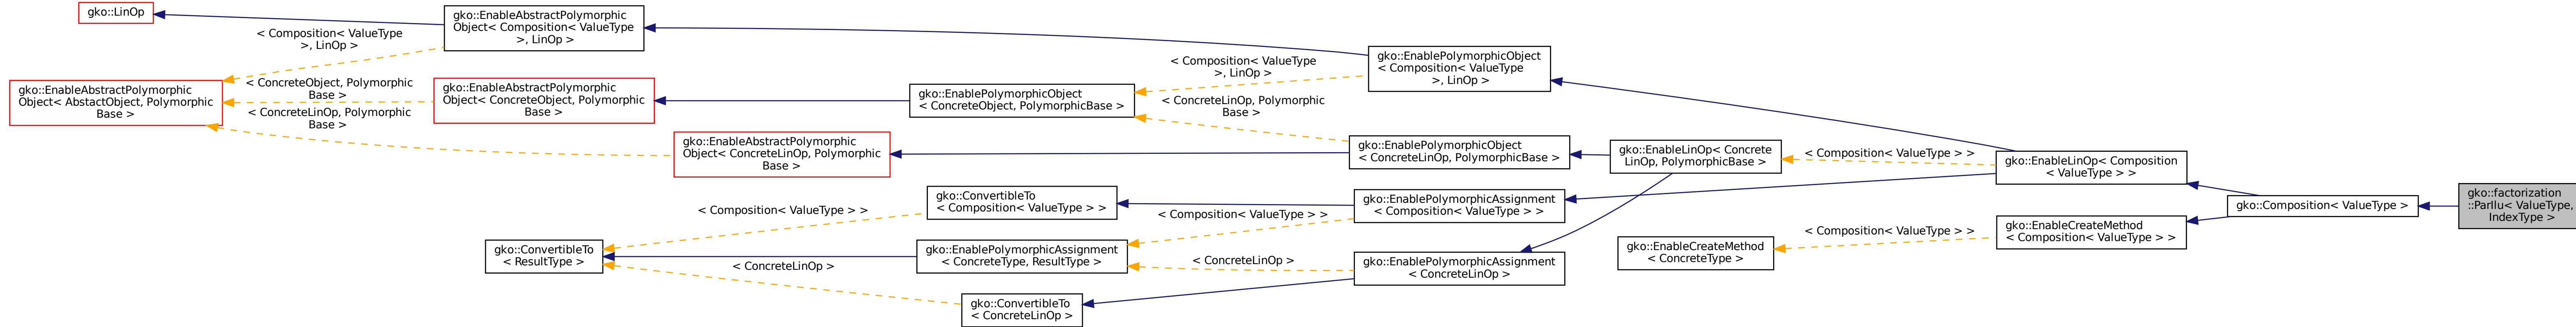 gko::LinOp
gko::EnableAbstractPolymorphic
Object< Composition< ValueType
>, LinOp >
< Composition< ValueType
>, LinOp >
gko::EnableAbstractPolymorphic
Object< AbstactObject, Polymorphic
Base >
< ConcreteObject, Polymorphic
Base >
< ConcreteLinOp, Polymorphic
Base >
gko::EnableAbstractPolymorphic
Object< ConcreteObject, Polymorphic
Base >
gko::EnablePolymorphicObject
< ConcreteObject, PolymorphicBase >
< Composition< ValueType
>, LinOp >
< ConcreteLinOp, Polymorphic
Base >
gko::EnablePolymorphicObject
< Composition< ValueType
>, LinOp >
gko::EnableAbstractPolymorphic
Object< ConcreteLinOp, Polymorphic
Base >
gko::EnablePolymorphicObject
< ConcreteLinOp, PolymorphicBase >
gko::EnableLinOp< Concrete
LinOp, PolymorphicBase >
< Composition< ValueType > >
gko::EnableLinOp< Composition
< ValueType > >
gko::ConvertibleTo
< Composition< ValueType > >
< Composition< ValueType > >
gko::EnablePolymorphicAssignment
< Composition< ValueType > >
< Composition< ValueType > >
gko::ConvertibleTo
< ResultType >
gko::EnablePolymorphicAssignment
< ConcreteType, ResultType >
< ConcreteLinOp >
< ConcreteLinOp >
gko::EnablePolymorphicAssignment
< ConcreteLinOp >
gko::ConvertibleTo
< ConcreteLinOp >
gko::EnableCreateMethod
< ConcreteType >
< Composition< ValueType > >
gko::EnableCreateMethod
< Composition< ValueType > >
gko::Composition< ValueType >
gko::factorization
::ParIlu< ValueType,
IndexType >